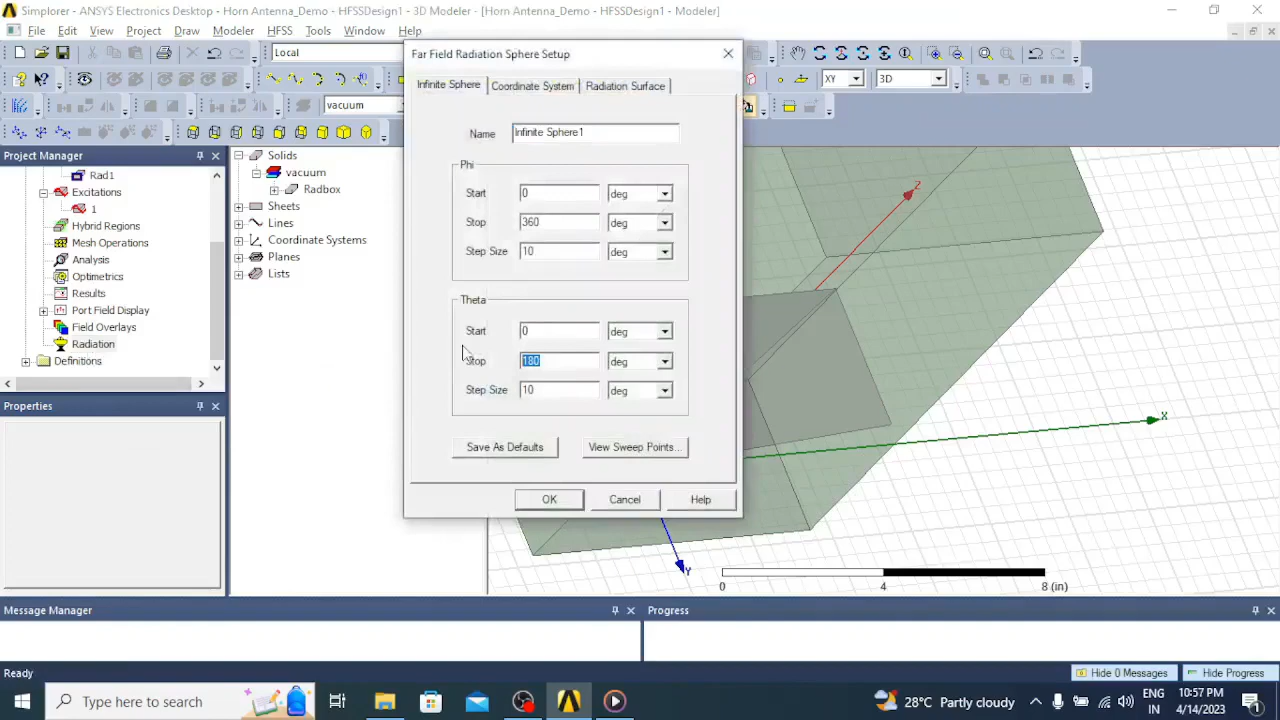 Simplorer - ANSYS Electronics Desktop - Horn Antenna_Demo - HFSSDesign1 - 3D Modeler - [Horn Antenna_Demo - HFSSDesign1 - Modeler]
File Edit View Project Draw Modeler HFSS Tools Window Help
Local
vacuum
XY
3D
Project Manager
Rad1
Excitations
1
Hybrid Regions
Mesh Operations
Analysis
Optimetrics
Results
Port Field Display
Field Overlays
Radiation
Definitions
Properties
Solids
vacuum
Radbox
Sheets
Lines
Coordinate Systems
Planes
Lists
Far Field Radiation Sphere Setup
Infinite Sphere Coordinate System Radiation Surface
Name Infinite Sphere1
Phi
Start 0 deg
Stop 360 deg
Step Size 10 deg
Theta
Start 0 deg
Stop 180 deg
Step Size 10 deg
Save As Defaults View Sweep Points...
OK Cancel Help
Z
X
Y
0 4 8 (in)
Message Manager
Progress
Ready
Hide 0 Messages Hide Progress
Type here to search
28°C Partly cloudy
ENG
IN
10:57 PM
4/14/2023
1